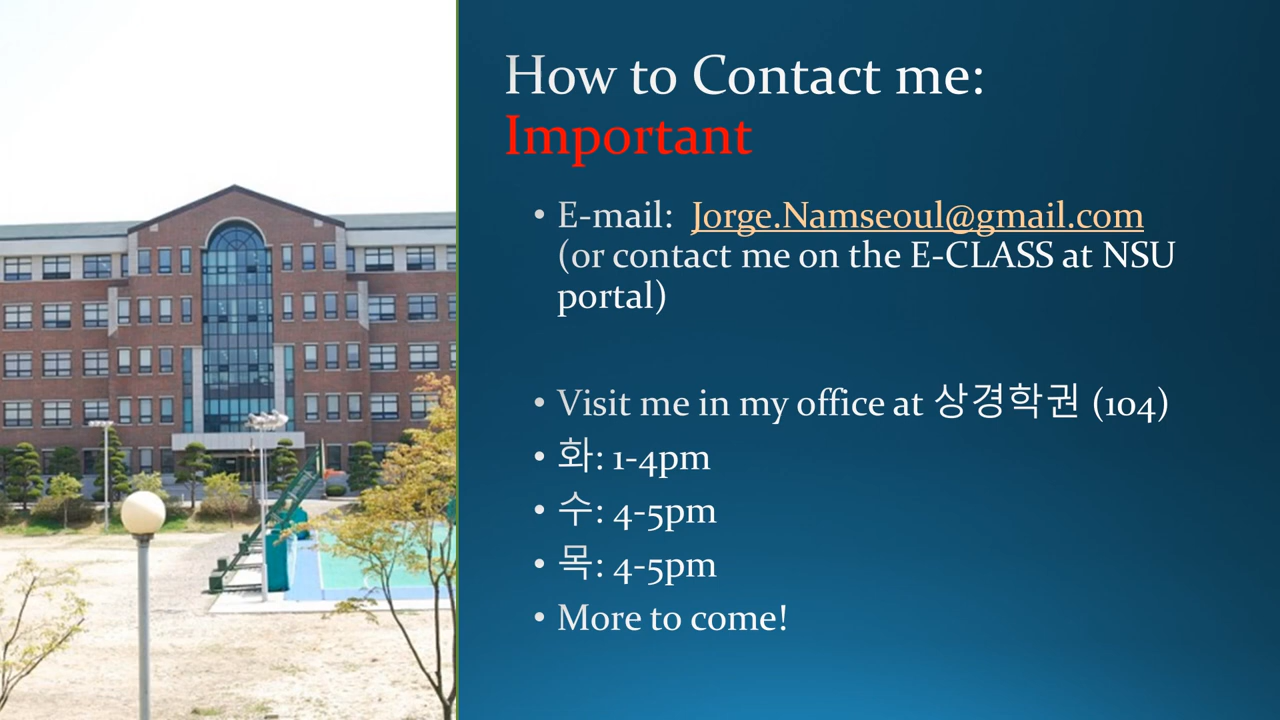 How to Contact me:
Important
• E-mail: Jorge.Namseoul@gmail.com
(or contact me on the E-CLASS at NSU
portal)
• Visit me in my office at 상경학권 (104)
• 화: 1-4pm
• 수: 4-5pm
• 목: 4-5pm
• More to come!